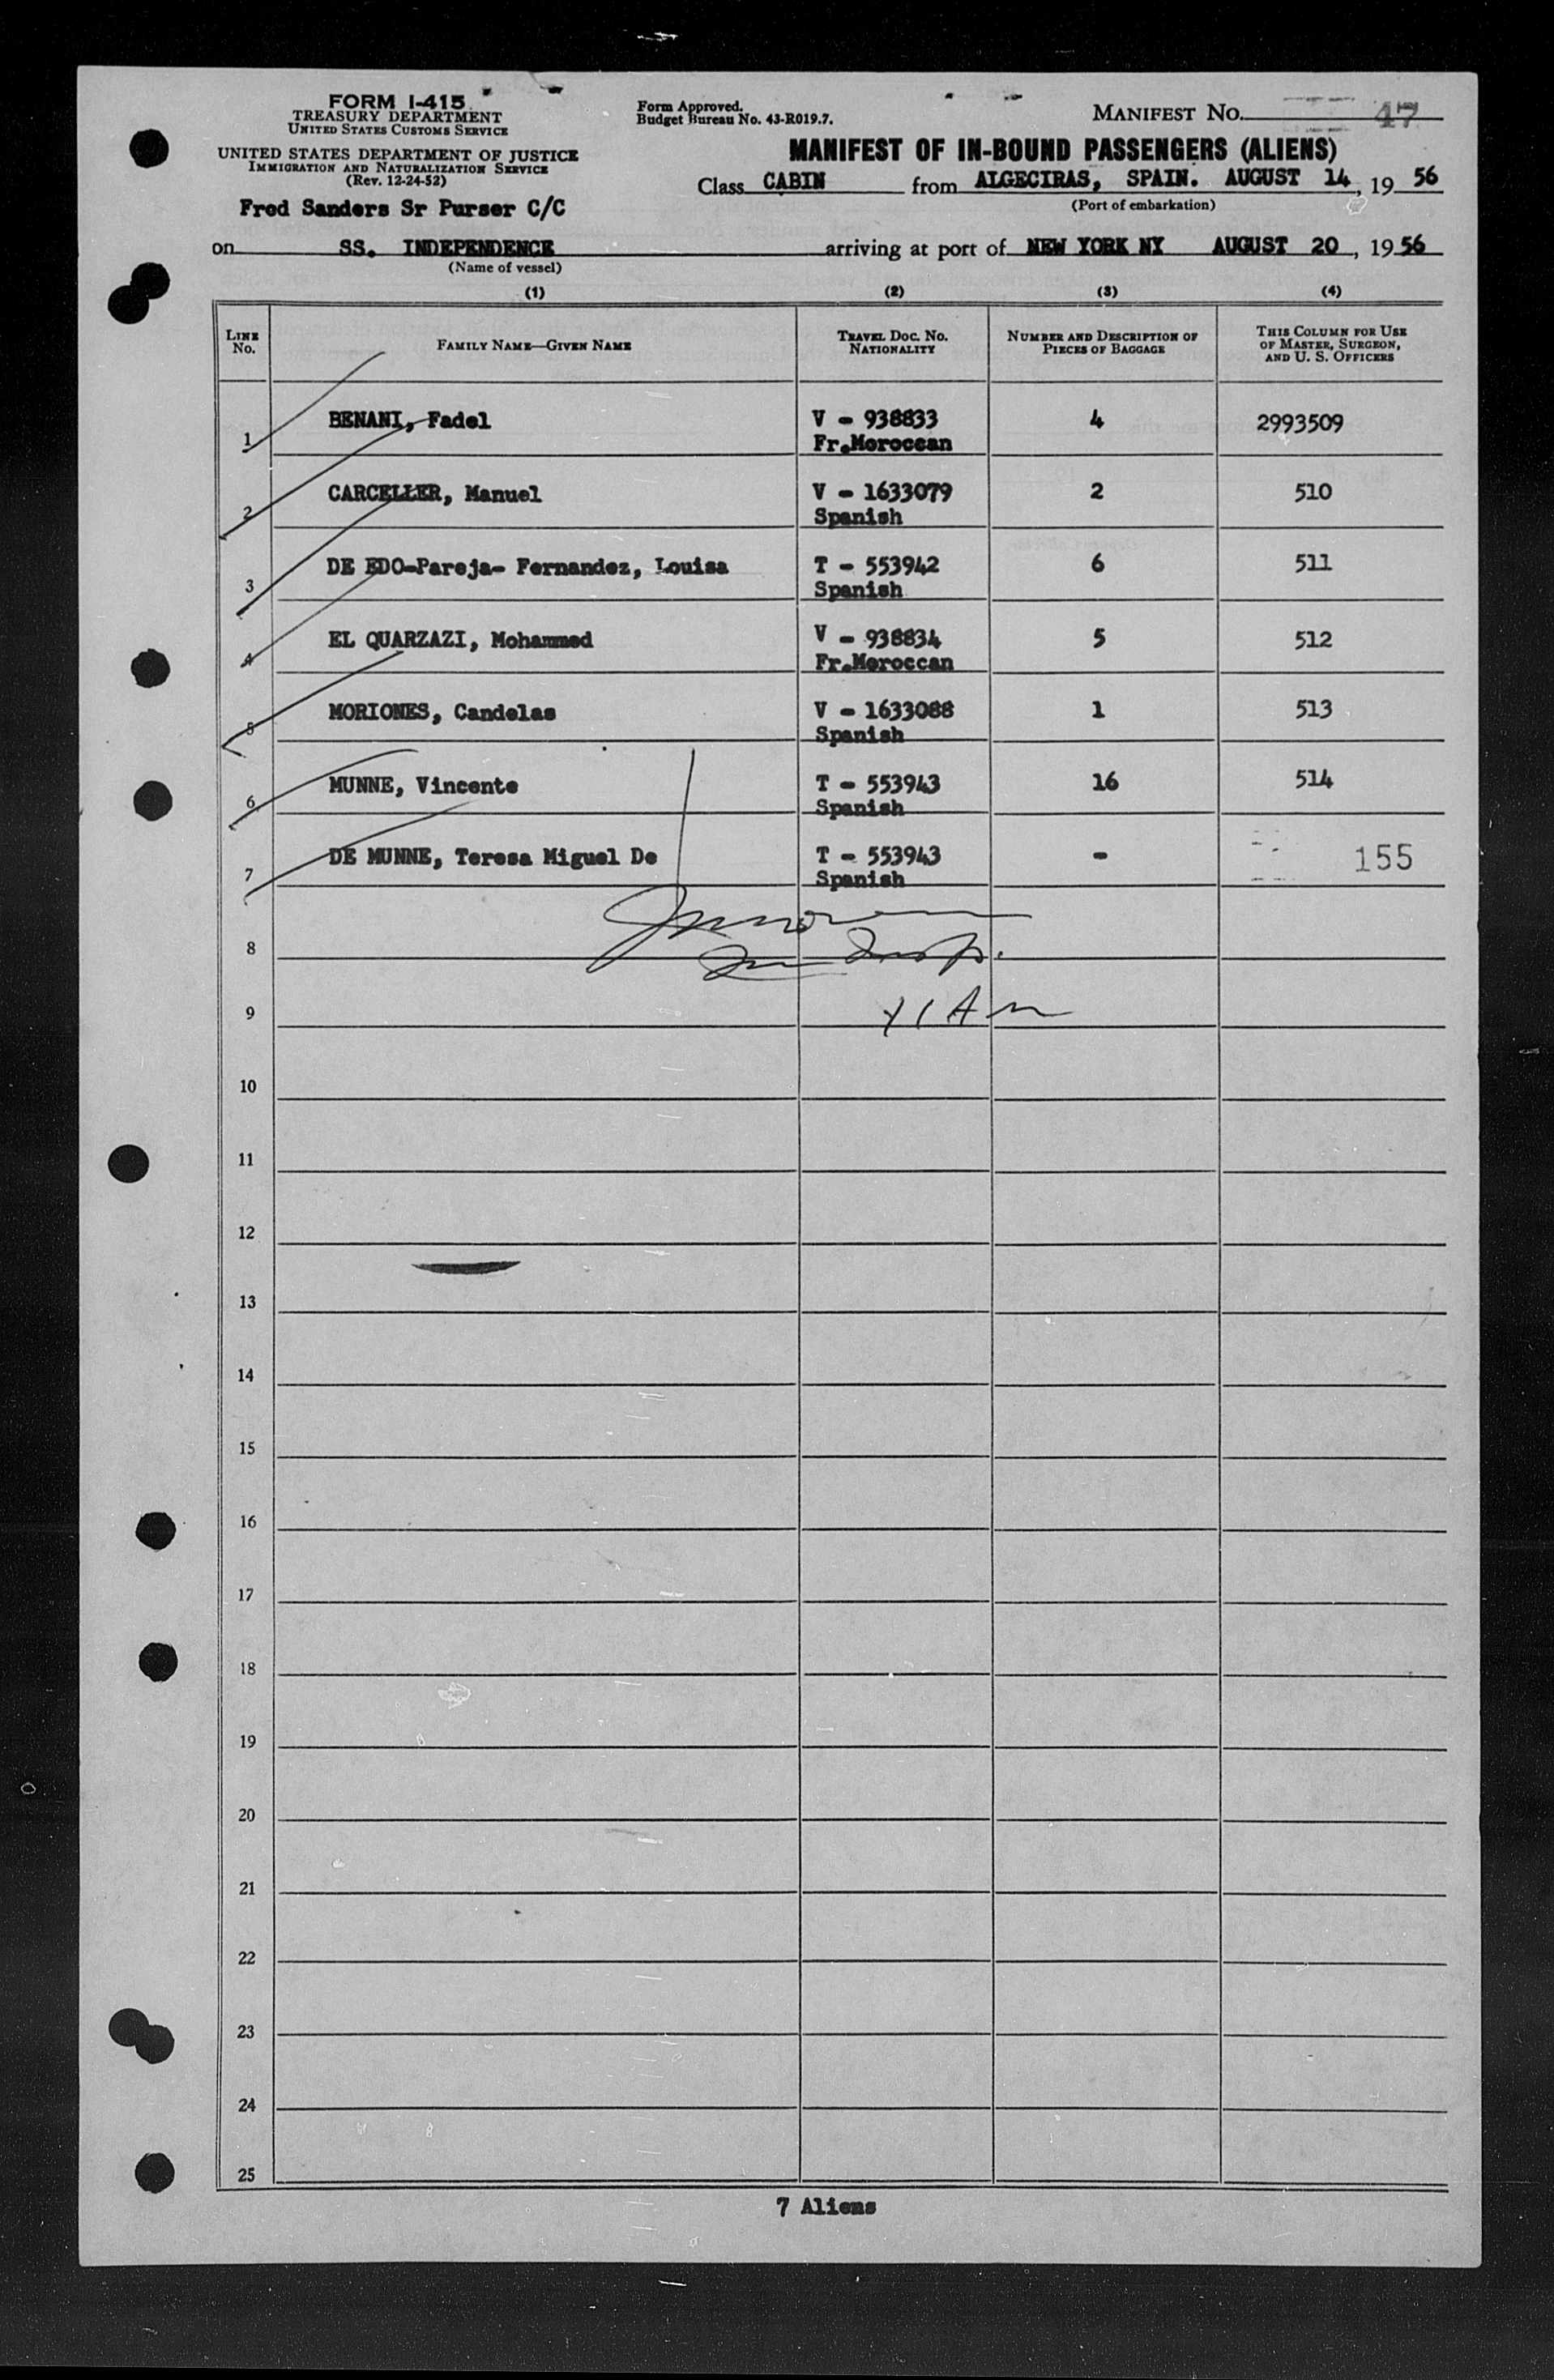 FORM I-415
TREASURY DEPARTMENT
UNITED STATES CUSTOMS SERVICE
UNITED STATES DEPARTMENT OF JUSTICE
IMMIGRATION AND NATURALIZATION SERVICE
(Rev. 12-24-52)
Form Approved.
Budget Bureau No. 43-R019.7.
MANIFEST No. 47
MANIFEST OF IN-BOUND PASSENGERS (ALIENS)
Class CABIN from ALGECIRAS, SPAIN. AUGUST 14, 19 56
(Port of embarkation)
Fred Sanders Sr Purser C/C
on SS. INDEPENDENCE arriving at port of NEW YORK NY AUGUST 20, 19 56
(Name of vessel)
(1) (2) (3) (4)
LINE No. FAMILY NAME—GIVEN NAME TRAVEL DOC. NO. NATIONALITY NUMBER AND DESCRIPTION OF PIECES OF BAGGAGE THIS COLUMN FOR USE OF MASTER, SURGEON, AND U. S. OFFICERS
1 BENANI, Fadel V - 938833 4 2993509
Fr.Moroccan
2 CARCELLER, Manuel V - 1633079 2 510
Spanish
3 DE EDO-Pareja- Fernandez, Louisa T - 553942 6 511
Spanish
4 EL QUARZAZI, Mohammed V - 938834 5 512
Fr.Moroccan
5 MORIONES, Candelas V - 1633088 1 513
Spanish
6 MUNNE, Vincente T - 553943 16 514
Spanish
7 DE MUNNE, Teresa Miguel De T - 553943 - 155
Spanish
8
9
10
11
12
13
14
15
16
17
18
19
20
21
22
23
24
25
7 Aliens